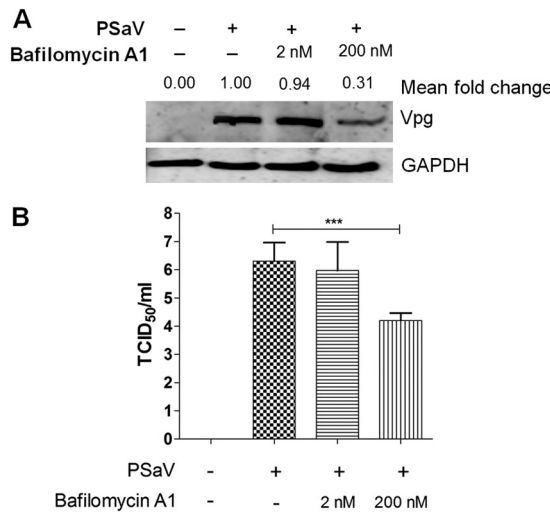 A
PSaV – + + +
Bafilomycin A1 – – 2 nM 200 nM
0.00 1.00 0.94 0.31 Mean fold change
Vpg
GAPDH
B
8
7
6
5
4
3
2
1
0
TCID50/ml
***
PSaV - + + +
Bafilomycin A1 - - 2 nM 200 nM